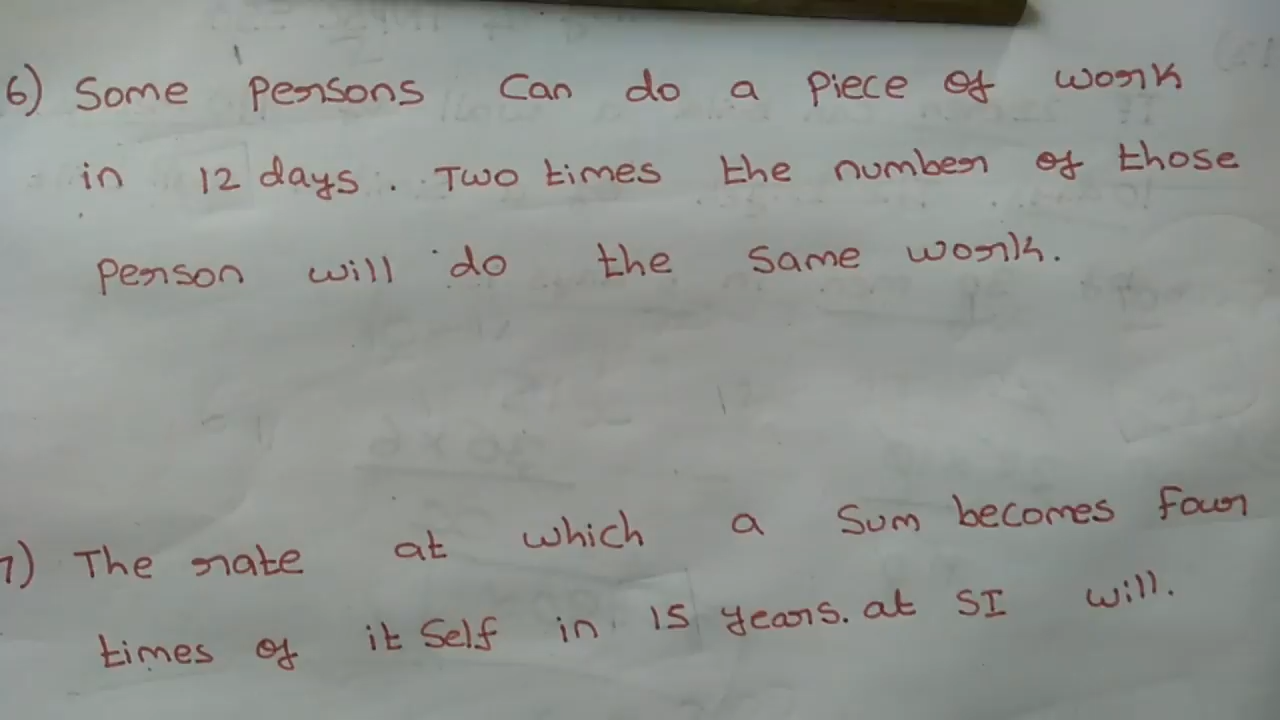 6) Some persons can do a piece of work
in 12 days. Two times the number of those
person will do the same work.
7) The rate at which a sum becomes four
times of it self in 15 years. at SI will.